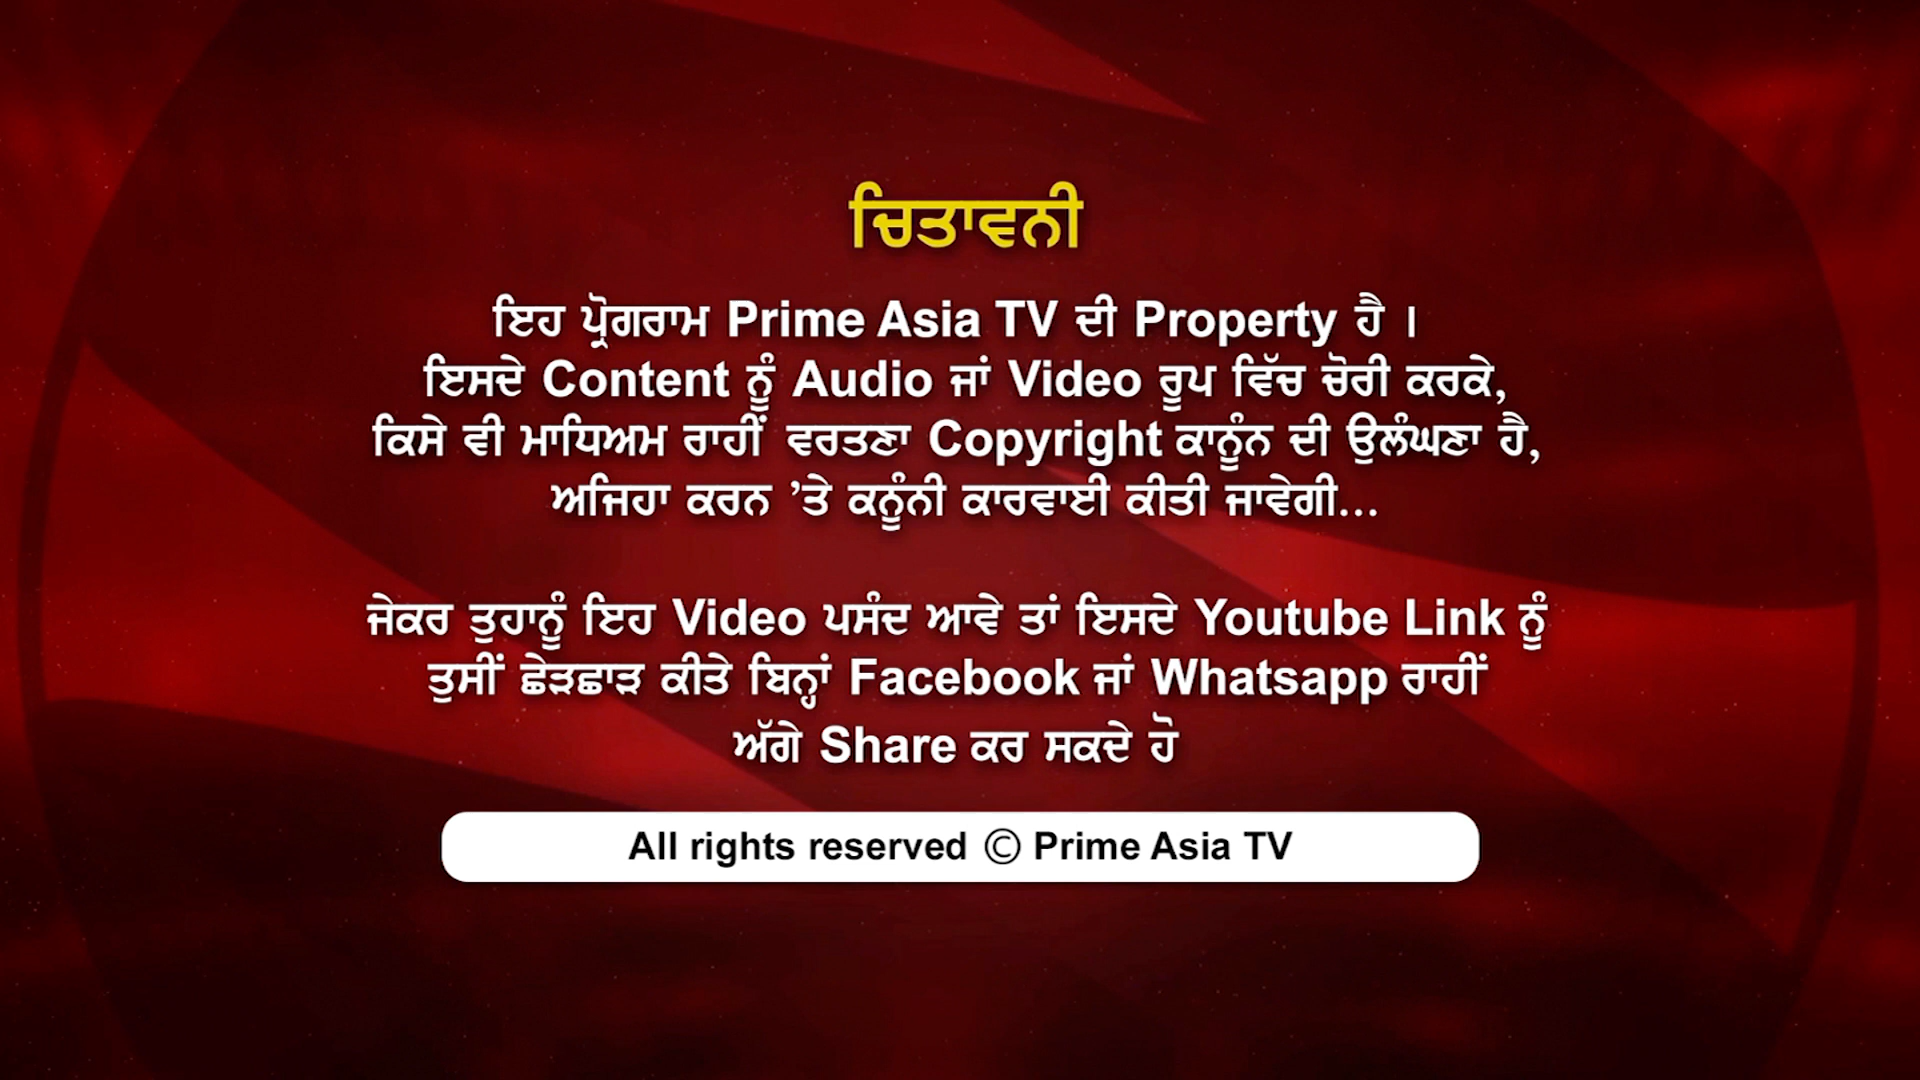 ਚਿਤਾਵਨੀ
ਇਹ ਪ੍ਰੋਗਰਾਮ Prime Asia TV ਦੀ Property ਹੈ ।
ਇਸਦੇ Content ਨੂੰ Audio ਜਾਂ Video ਰੂਪ ਵਿੱਚ ਚੋਰੀ ਕਰਕੇ,
ਕਿਸੇ ਵੀ ਮਾਧਿਅਮ ਰਾਹੀਂ ਵਰਤਣਾ Copyright ਕਾਨੂੰਨ ਦੀ ਉਲੰਘਣਾ ਹੈ,
ਅਜਿਹਾ ਕਰਨ ’ਤੇ ਕਨੂੰਨੀ ਕਾਰਵਾਈ ਕੀਤੀ ਜਾਵੇਗੀ...
ਜੇਕਰ ਤੁਹਾਨੂੰ ਇਹ Video ਪਸੰਦ ਆਵੇ ਤਾਂ ਇਸਦੇ Youtube Link ਨੂੰ
ਤੁਸੀਂ ਛੇੜਛਾੜ ਕੀਤੇ ਬਿਨ੍ਹਾਂ Facebook ਜਾਂ Whatsapp ਰਾਹੀਂ
ਅੱਗੇ Share ਕਰ ਸਕਦੇ ਹੋ
All rights reserved © Prime Asia TV